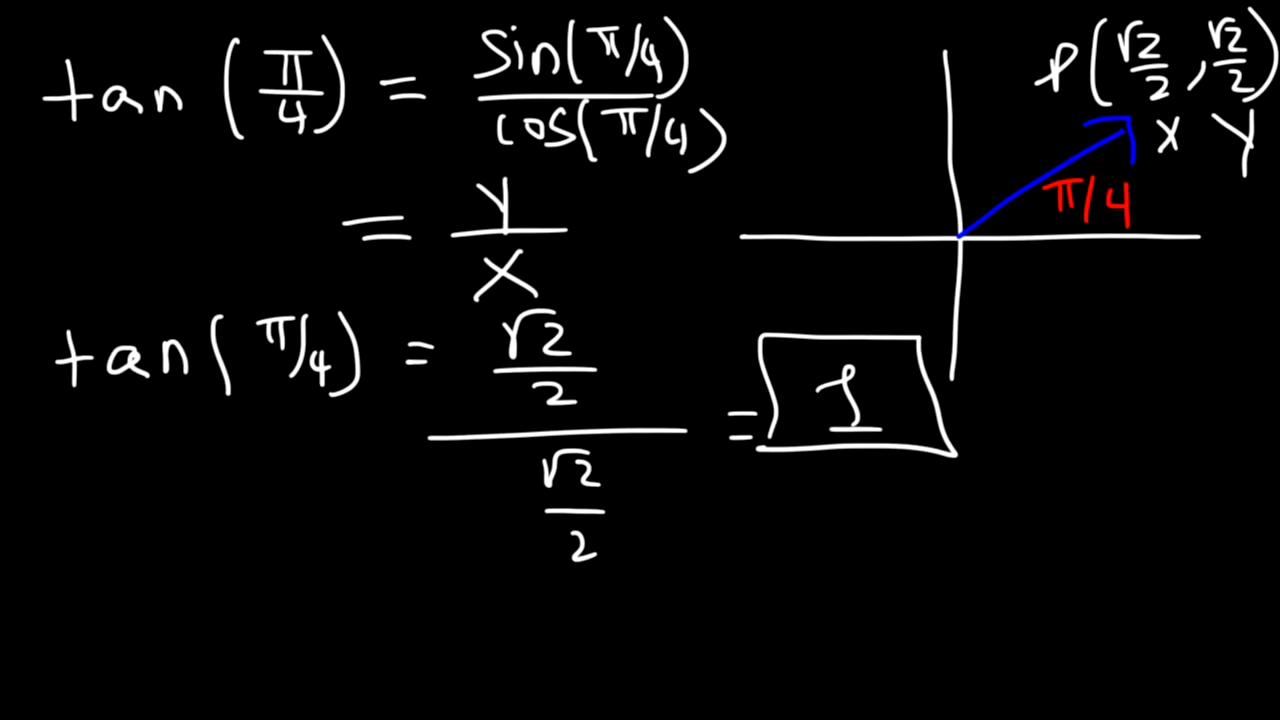 tan(π/4) = sin(π/4)/cos(π/4)
= Y/X
tan(π/4) = (√2/2)/(√2/2) = 1
P(√2/2, √2/2)
X Y
π/4